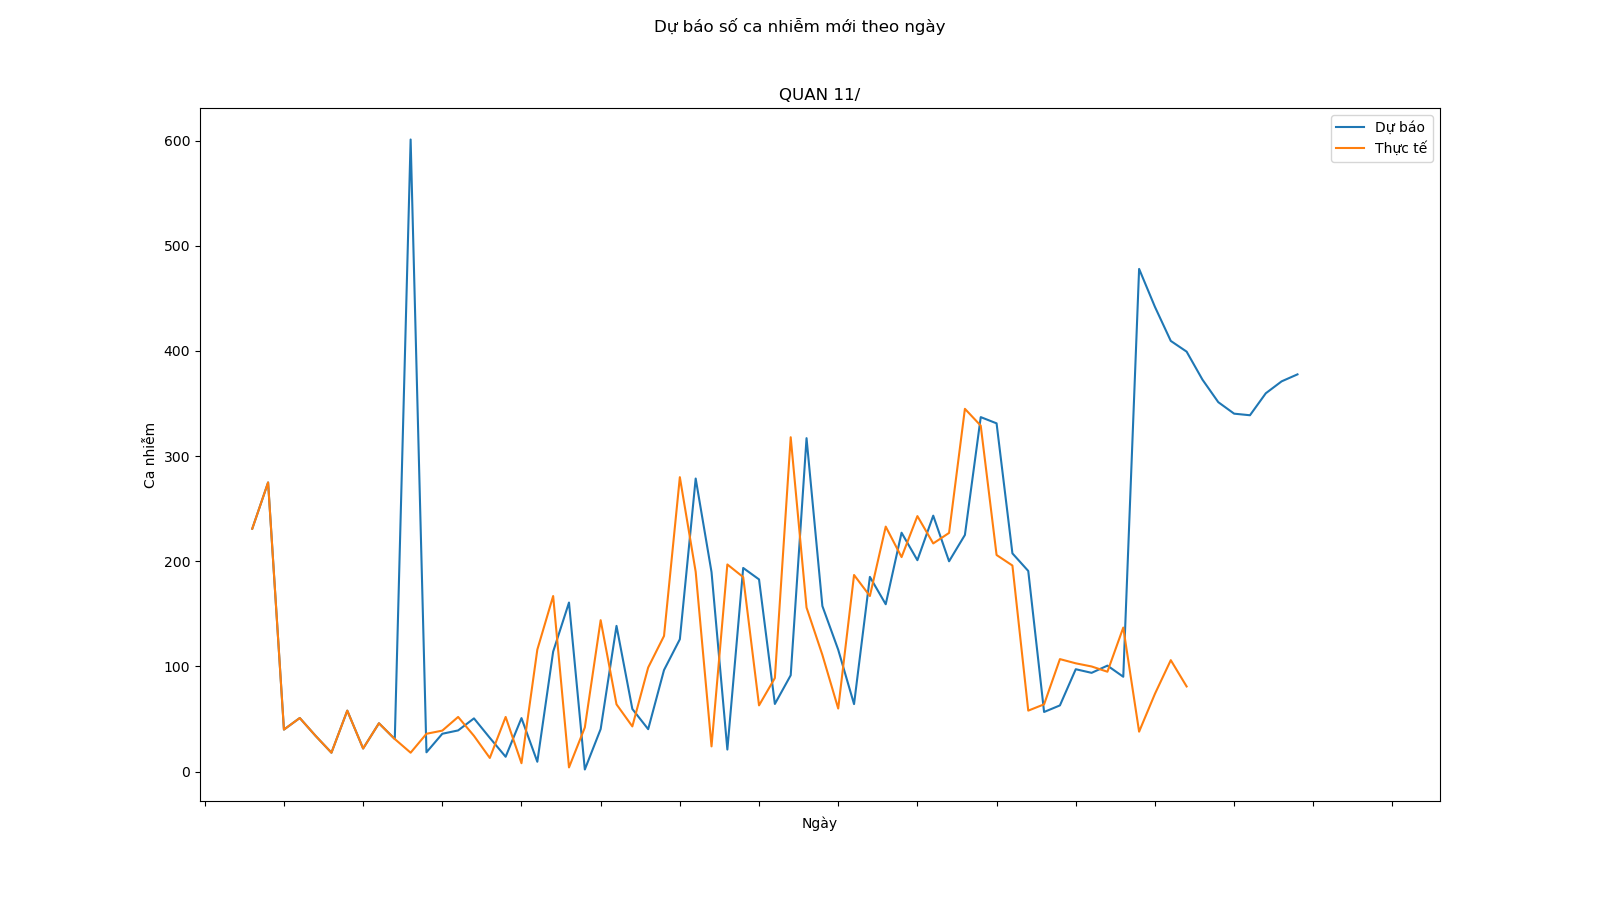 Dự báo số ca nhiễm mới theo ngày
QUAN 11/
Dự báo
Thực tế
600
500
400
300
200
100
0
Ca nhiễm
Ngày